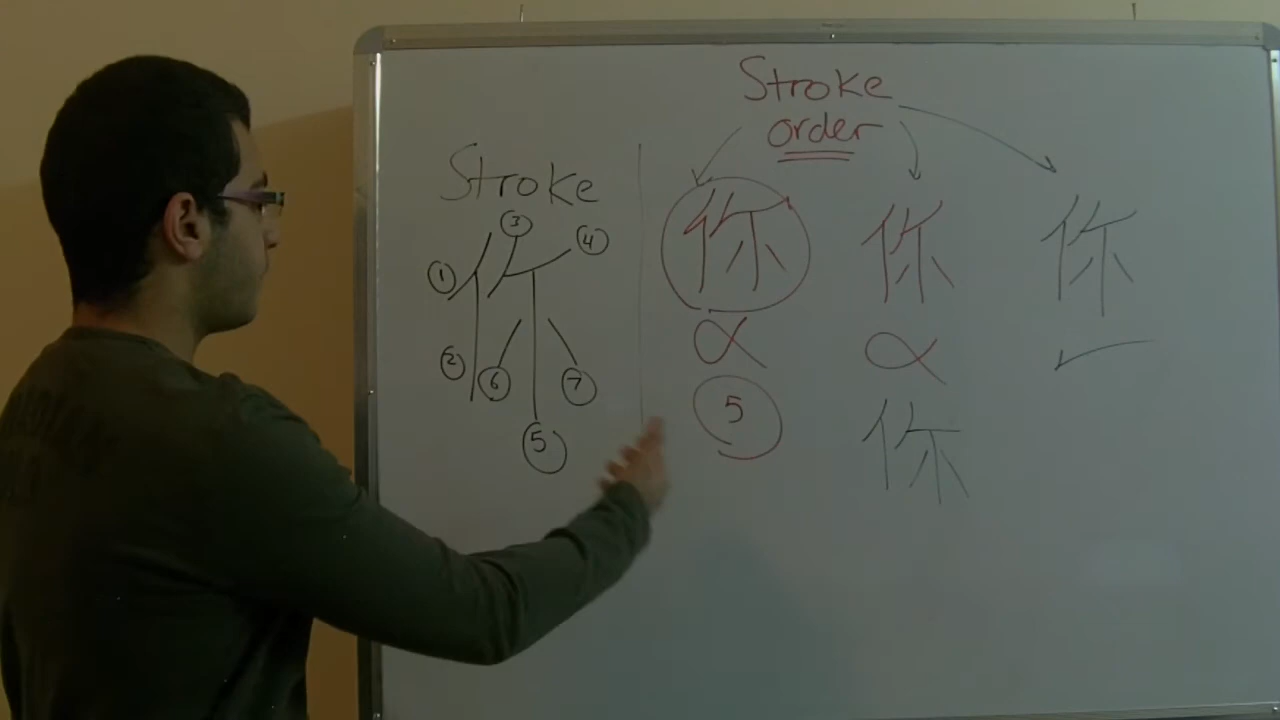 Stroke
order
Stroke
① ② ③ ④ ⑤ ⑥ ⑦
你 你 你
5
你